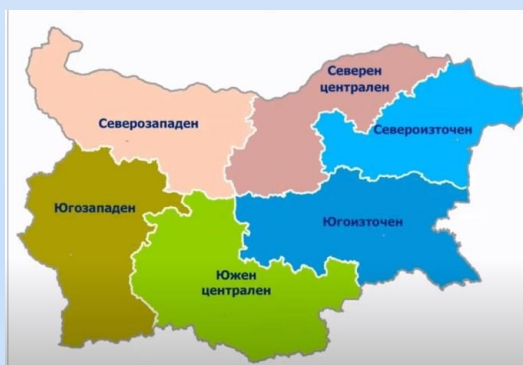 Северен
централен
Северозападен
Североизточен
Югозападен
Югоизточен
Южен
централен